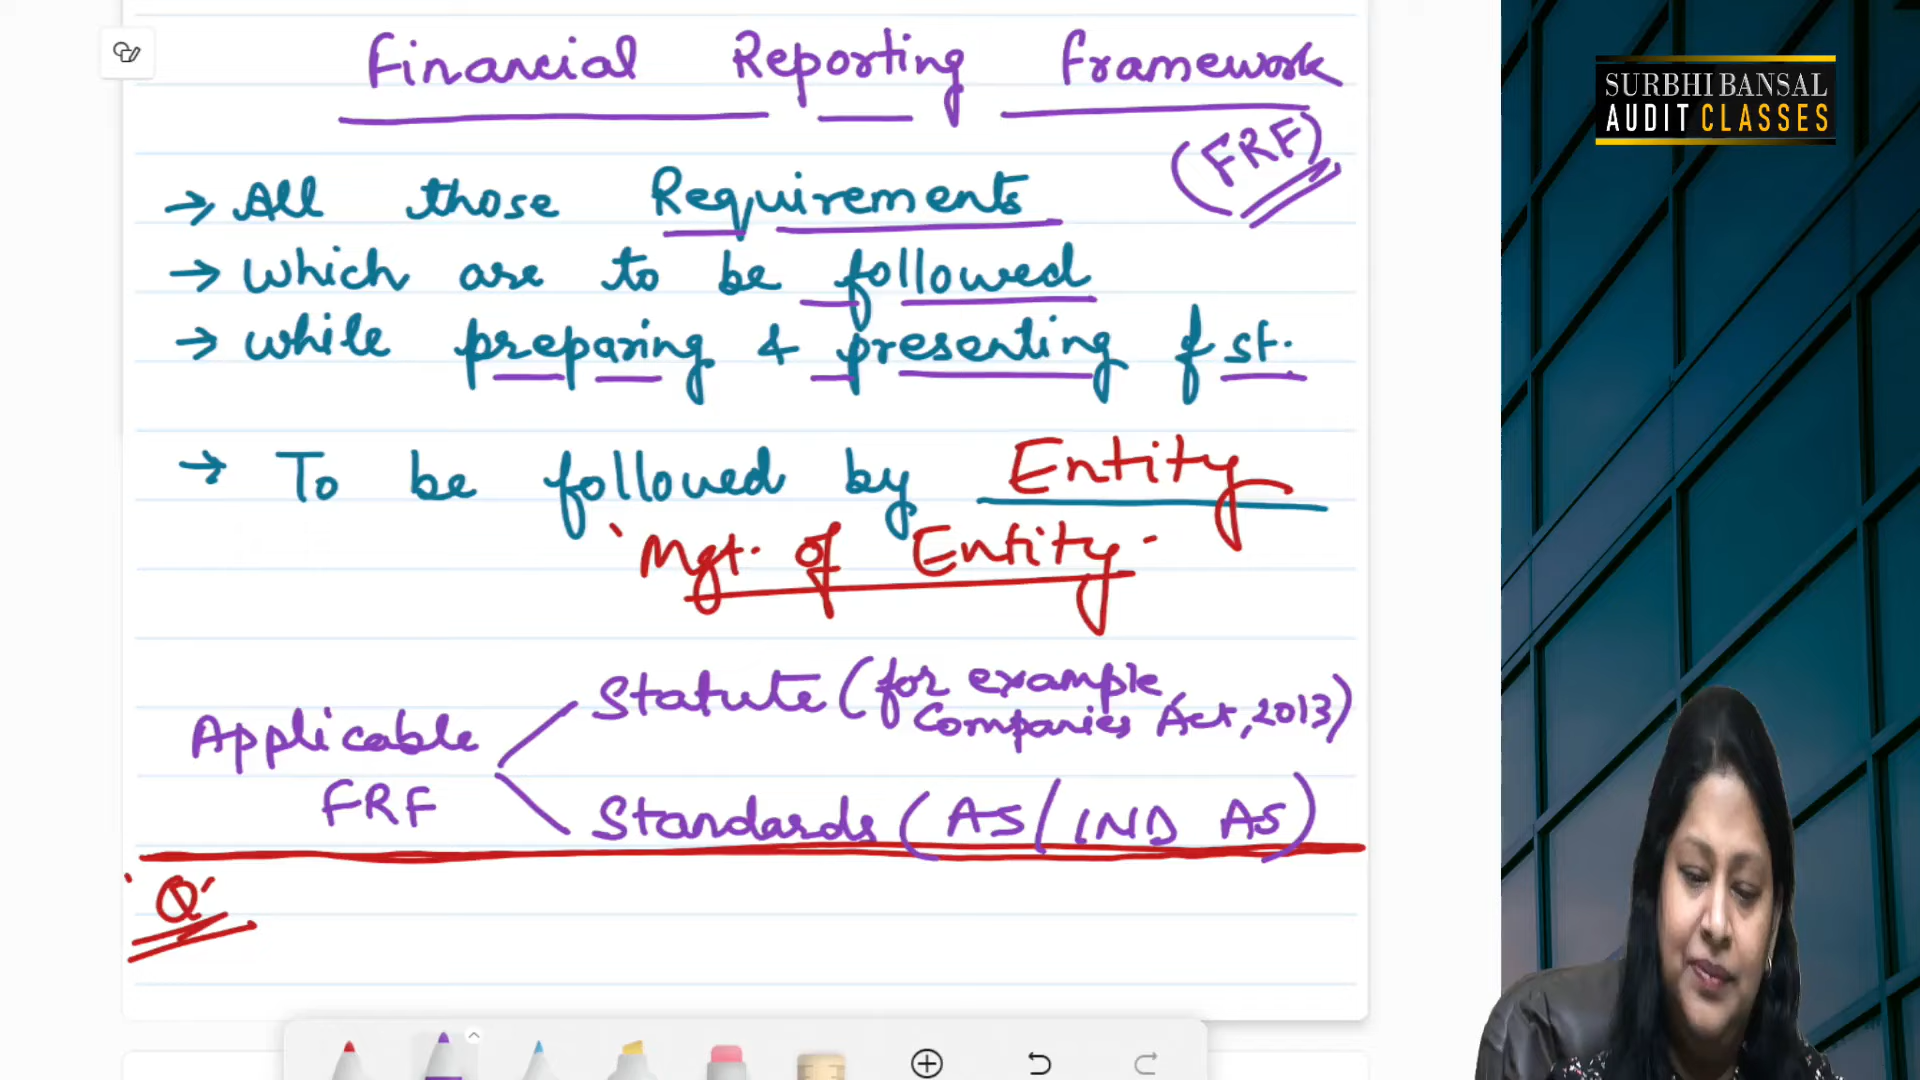 Financial Reporting Framework
(FRF)
→ All those Requirements
→ which are to be followed
→ while preparing & presenting f st.
→ To be followed by Entity
'Mgt. of Entity'
Applicable FRF
Statute (for example Companies Act, 2013)
Standards (AS/IND AS)
'Q'
SURBHI BANSAL
AUDIT CLASSES